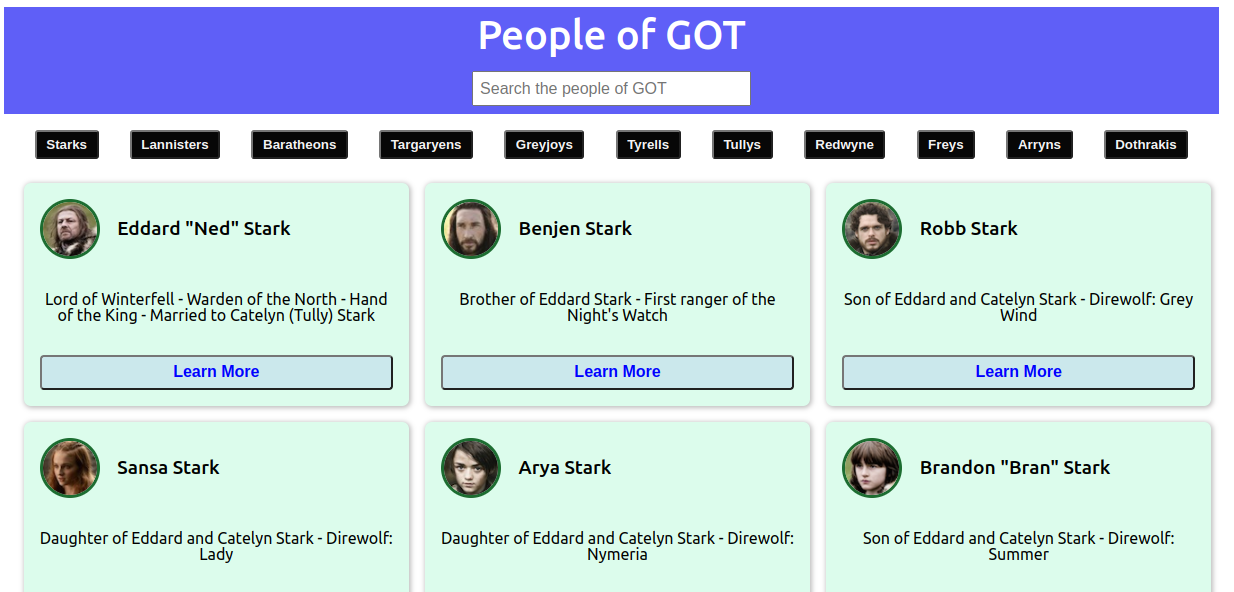 People of GOT
Search the people of GOT
Starks Lannisters Baratheons Targaryens Greyjoys Tyrells Tullys Redwyne Freys Arryns Dothrakis
Eddard "Ned" Stark
Lord of Winterfell - Warden of the North - Hand
of the King - Married to Catelyn (Tully) Stark
Learn More
Benjen Stark
Brother of Eddard Stark - First ranger of the
Night's Watch
Learn More
Robb Stark
Son of Eddard and Catelyn Stark - Direwolf: Grey
Wind
Learn More
Sansa Stark
Daughter of Eddard and Catelyn Stark - Direwolf:
Lady
Arya Stark
Daughter of Eddard and Catelyn Stark - Direwolf:
Nymeria
Brandon "Bran" Stark
Son of Eddard and Catelyn Stark - Direwolf:
Summer